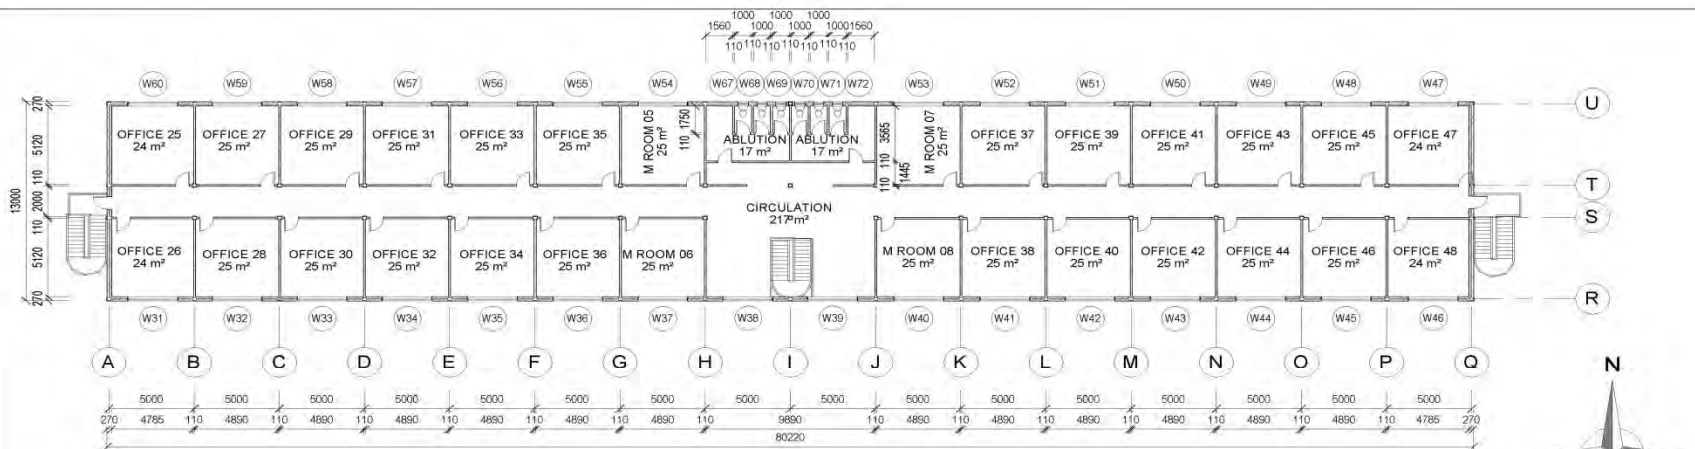 1000 1000 1000
1560 1000 1000 1000 1560
110 110 110 110 110 110 110
W60 W59 W58 W57 W56 W55 W54 W67 W68 W69 W70 W71 W72 W53 W52 W51 W50 W49 W48 W47
270 5120 110 2000 110 5120 270
13000
U
T
S
R
OFFICE 25
24 m²
OFFICE 27
25 m²
OFFICE 29
25 m²
OFFICE 31
25 m²
OFFICE 33
25 m²
OFFICE 35
25 m²
M ROOM 05
25 m²
110 1750
ABLUTION
17 m²
ABLUTION
17 m²
3565
110
1445
110
M ROOM 07
25 m²
OFFICE 37
25 m²
OFFICE 39
25 m²
OFFICE 41
25 m²
OFFICE 43
25 m²
OFFICE 45
25 m²
OFFICE 47
24 m²
CIRCULATION
217 m²
OFFICE 26
24 m²
OFFICE 28
25 m²
OFFICE 30
25 m²
OFFICE 32
25 m²
OFFICE 34
25 m²
OFFICE 36
25 m²
M ROOM 06
25 m²
M ROOM 08
25 m²
OFFICE 38
25 m²
OFFICE 40
25 m²
OFFICE 42
25 m²
OFFICE 44
25 m²
OFFICE 46
25 m²
OFFICE 48
24 m²
W31 W32 W33 W34 W35 W36 W37 W38 W39 W40 W41 W42 W43 W44 W45 W46
A B C D E F G H I J K L M N O P Q
N
5000 5000 5000 5000 5000 5000 5000 5000 5000 5000 5000 5000 5000 5000 5000 5000
270 4785 110 4890 110 4890 110 4890 110 4890 110 4890 110 4890 110 9890 110 4890 110 4890 110 4890 110 4890 110 4890 110 4890 110 4785 270
80220